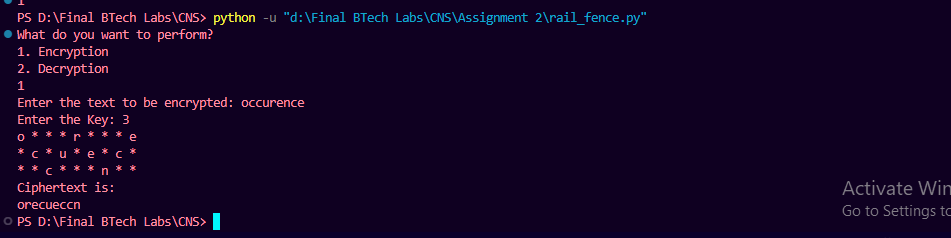 1
PS D:\Final BTech Labs\CNS> python -u "d:\Final BTech Labs\CNS\Assignment 2\rail_fence.py"
What do you want to perform?
1. Encryption
2. Decryption
1
Enter the text to be encrypted: occurence
Enter the Key: 3
o * * * r * * * e
* c * u * e * c *
* * c * * * n * *
Ciphertext is:
orecueccn
PS D:\Final BTech Labs\CNS>
Activate Win
Go to Settings to